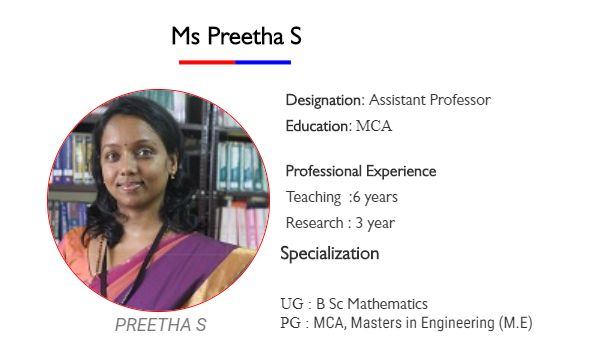 Ms Preetha S
Designation: Assistant Professor
Education: MCA
Professional Experience
Teaching :6 years
Research : 3 year
Specialization
UG : B Sc Mathematics
PG : MCA, Masters in Engineering (M.E)
PREETHA S